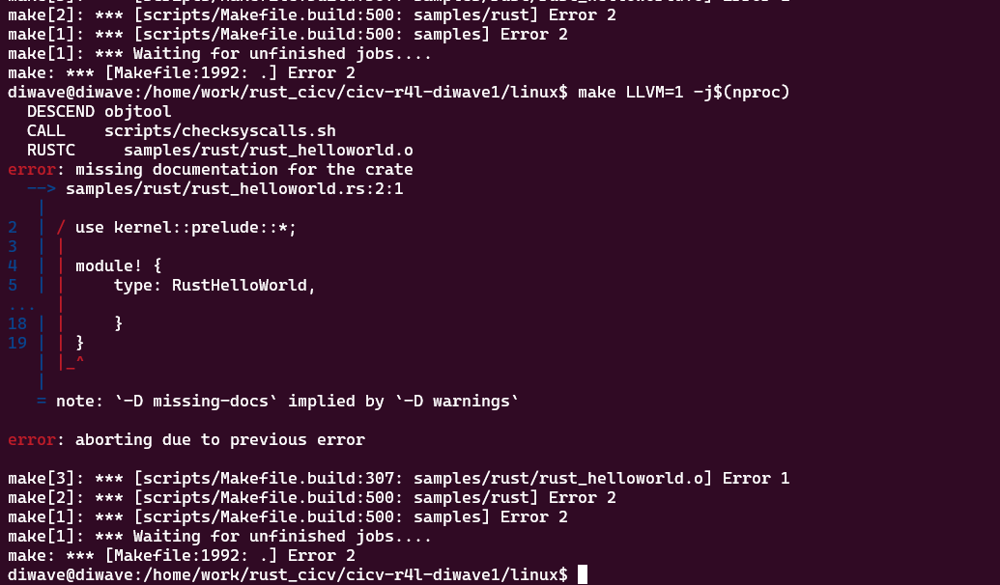 make[2]: *** [scripts/Makefile.build:500: samples/rust] Error 2
make[1]: *** [scripts/Makefile.build:500: samples] Error 2
make[1]: *** Waiting for unfinished jobs....
make: *** [Makefile:1992: .] Error 2
diwave@diwave:/home/work/rust_cicv/cicv-r4l-diwave1/linux$ make LLVM=1 -j$(nproc)
  DESCEND objtool
  CALL    scripts/checksyscalls.sh
  RUSTC     samples/rust/rust_helloworld.o
error: missing documentation for the crate
  --> samples/rust/rust_helloworld.rs:2:1
   |
2  | / use kernel::prelude::*;
3  | |
4  | | module! {
5  | |     type: RustHelloWorld,
...  |
18 | |     }
19 | | }
   | |_^
   |
   = note: `-D missing-docs` implied by `-D warnings`
error: aborting due to previous error
make[3]: *** [scripts/Makefile.build:307: samples/rust/rust_helloworld.o] Error 1
make[2]: *** [scripts/Makefile.build:500: samples/rust] Error 2
make[1]: *** [scripts/Makefile.build:500: samples] Error 2
make[1]: *** Waiting for unfinished jobs....
make: *** [Makefile:1992: .] Error 2
diwave@diwave:/home/work/rust_cicv/cicv-r4l-diwave1/linux$